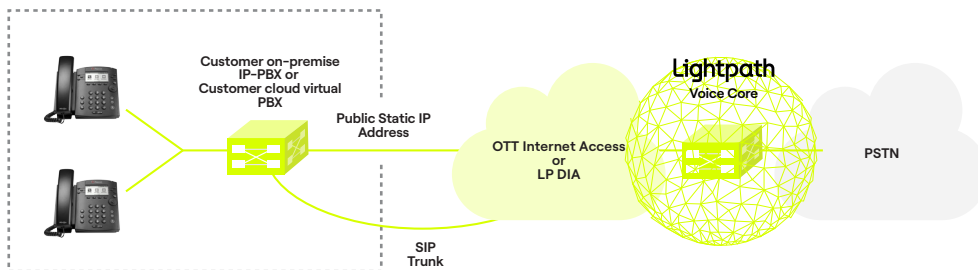 Customer on-premise
IP-PBX or
Customer cloud virtual
PBX
Public Static IP
Address
SIP
Trunk
OTT Internet Access
or
LP DIA
Lightpath
Voice Core
PSTN